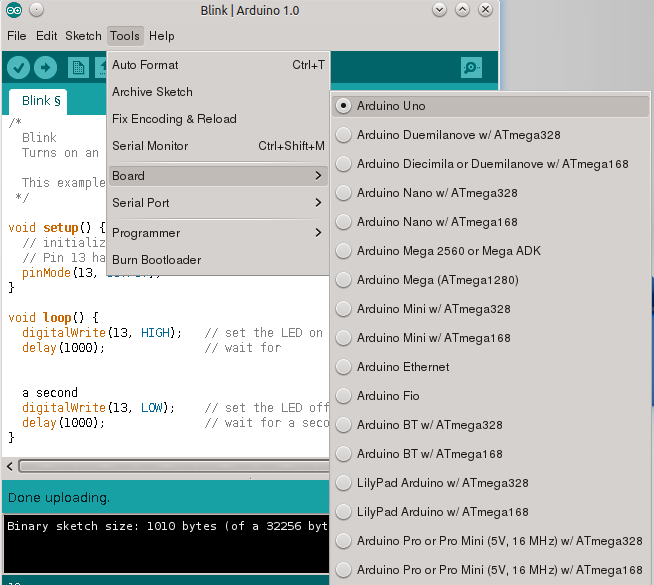 Blink | Arduino 1.0
File Edit Sketch Tools Help
Blink §
Auto Format Ctrl+T
Archive Sketch
Fix Encoding & Reload
Serial Monitor Ctrl+Shift+M
Board
Serial Port
Programmer
Burn Bootloader
Arduino Uno
Arduino Duemilanove w/ ATmega328
Arduino Diecimila or Duemilanove w/ ATmega168
Arduino Nano w/ ATmega328
Arduino Nano w/ ATmega168
Arduino Mega 2560 or Mega ADK
Arduino Mega (ATmega1280)
Arduino Mini w/ ATmega328
Arduino Mini w/ ATmega168
Arduino Ethernet
Arduino Fio
Arduino BT w/ ATmega328
Arduino BT w/ ATmega168
LilyPad Arduino w/ ATmega328
LilyPad Arduino w/ ATmega168
Arduino Pro or Pro Mini (5V, 16 MHz) w/ ATmega328
Arduino Pro or Pro Mini (5V, 16 MHz) w/ ATmega168
/*
Blink
Turns on an
This example
*/
void setup() {
// initializ
// Pin 13 ha
pinMode(13,
}
void loop() {
digitalWrite(13, HIGH); // set the LED on
delay(1000); // wait for
a second
digitalWrite(13, LOW); // set the LED off
delay(1000); // wait for a seco
}
Done uploading.
Binary sketch size: 1010 bytes (of a 32256 byt